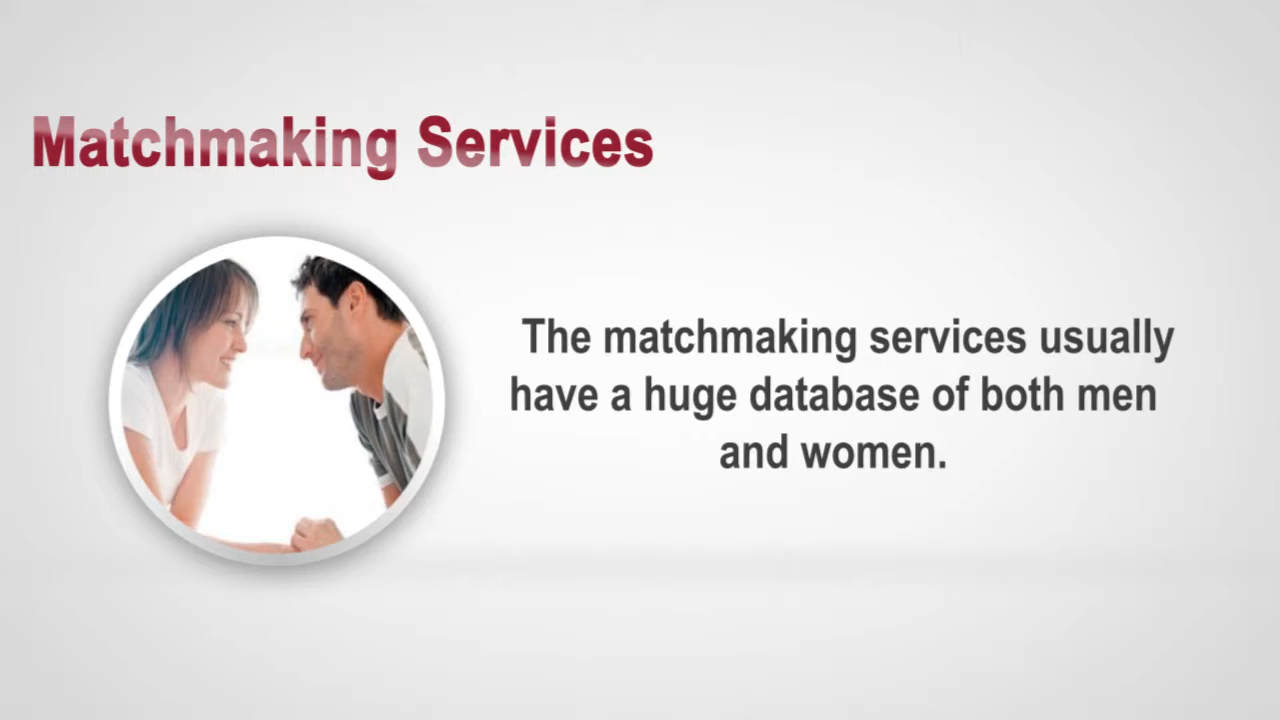 Matchmaking Services
The matchmaking services usually
have a huge database of both men
and women.